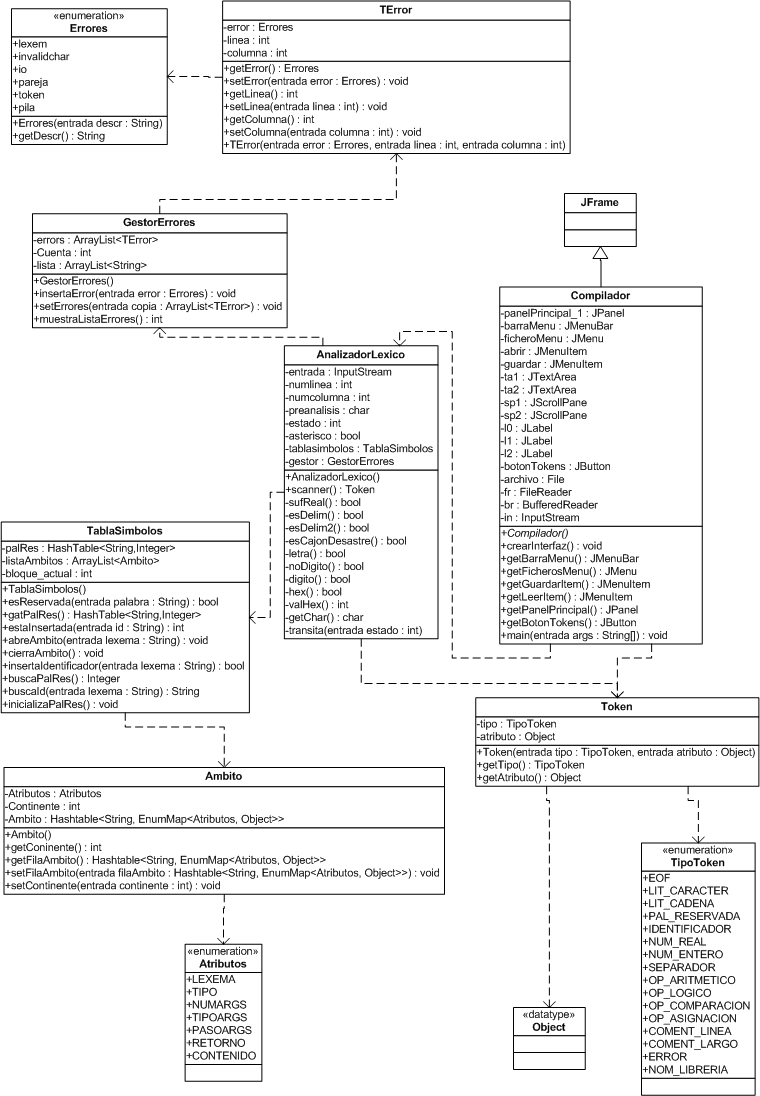 «enumeration»
Errores
+lexem
+invalidchar
+io
+pareja
+token
+pila
+Errores(entrada descr : String)
+getDescr() : String
TError
-error : Errores
-linea : int
-columna : int
+getError() : Errores
+setError(entrada error : Errores) : void
+getLinea() : int
+setLinea(entrada linea : int) : void
+getColumna() : int
+setColumna(entrada columna : int) : void
+TError(entrada error : Errores, entrada linea : int, entrada columna : int)
GestorErrores
-errors : ArrayList<TError>
-Cuenta : int
-lista : ArrayList<String>
+GestorErrores()
+insertaError(entrada error : Errores) : void
+setErrores(entrada copia : ArrayList<TError>) : void
+muestraListaErrores() : int
JFrame
Compilador
-panelPrincipal_1 : JPanel
-barraMenu : JMenuBar
-ficheroMenu : JMenu
-abrir : JMenuItem
-guardar : JMenuItem
-ta1 : JTextArea
-ta2 : JTextArea
-sp1 : JScrollPane
-sp2 : JScrollPane
-l0 : JLabel
-l1 : JLabel
-l2 : JLabel
-botonTokens : JButton
-archivo : File
-fr : FileReader
-br : BufferedReader
-in : InputStream
+Compilador()
+crearInterfaz() : void
+getBarraMenu() : JMenuBar
+getFicherosMenu() : JMenu
+getGuardarItem() : JMenuItem
+getLeerItem() : JMenuItem
+getPanelPrincipal() : JPanel
+getBotonTokens() : JButton
+main(entrada args : String[]) : void
AnalizadorLexico
-entrada : InputStream
-numlinea : int
-numcolumna : int
-preanalisis : char
-estado : int
-asterisco : bool
-tablasimbolos : TablaSimbolos
-gestor : GestorErrores
+AnalizadorLexico()
+scanner() : Token
-sufReal() : bool
-esDelim() : bool
-esDelim2() : bool
-esCajonDesastre() : bool
-letra() : bool
-noDigito() : bool
-digito() : bool
-hex() : bool
-valHex() : int
-getChar() : char
-transita(entrada estado : int)
TablaSimbolos
-palRes : HashTable<String,Integer>
-listaAmbitos : ArrayList<Ambito>
-bloque_actual : int
+TablaSimbolos()
+esReservada(entrada palabra : String) : bool
+gatPalRes() : HashTable<String,Integer>
+estaInsertada(entrada id : String) : int
+abreAmbito(entrada lexema : String) : void
+cierraAmbito() : void
+insertaIdentificador(entrada lexema : String) : bool
+buscaPalRes() : Integer
+buscaId(entrada lexema : String) : String
+inicializaPalRes() : void
Token
-tipo : TipoToken
-atributo : Object
+Token(entrada tipo : TipoToken, entrada atributo : Object)
+getTipo() : TipoToken
+getAtributo() : Object
Ambito
-Atributos : Atributos
-Continente : int
-Ambito : Hashtable<String, EnumMap<Atributos, Object>>
+Ambito()
+getConinente() : int
+getFilaAmbito() : Hashtable<String, EnumMap<Atributos, Object>>
+setFilaAmbito(entrada filaAmbito : Hashtable<String, EnumMap<Atributos, Object>>) : void
+setContinente(entrada continente : int) : void
«enumeration»
TipoToken
+EOF
+LIT_CARACTER
+LIT_CADENA
+PAL_RESERVADA
+IDENTIFICADOR
+NUM_REAL
+NUM_ENTERO
+SEPARADOR
+OP_ARITMETICO
+OP_LOGICO
+OP_COMPARACION
+OP_ASIGNACION
+COMENT_LINEA
+COMENT_LARGO
+ERROR
+NOM_LIBRERIA
«enumeration»
Atributos
+LEXEMA
+TIPO
+NUMARGS
+TIPOARGS
+PASOARGS
+RETORNO
+CONTENIDO
«datatype»
Object